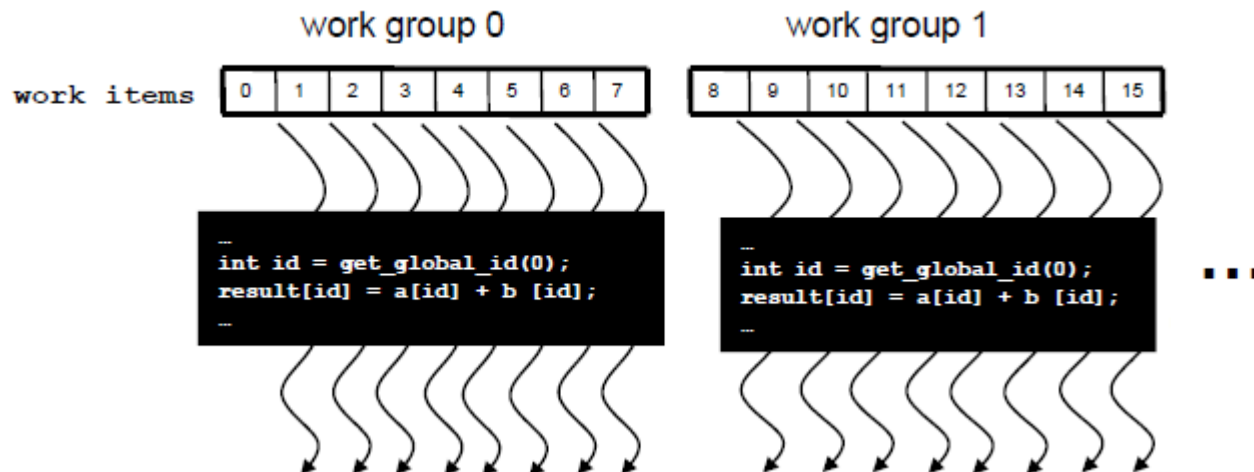 work group 0
work group 1
work items
0 1 2 3 4 5 6 7
8 9 10 11 12 13 14 15
…
int id = get_global_id(0);
result[id] = a[id] + b [id];
…
…
int id = get_global_id(0);
result[id] = a[id] + b [id];
…
...